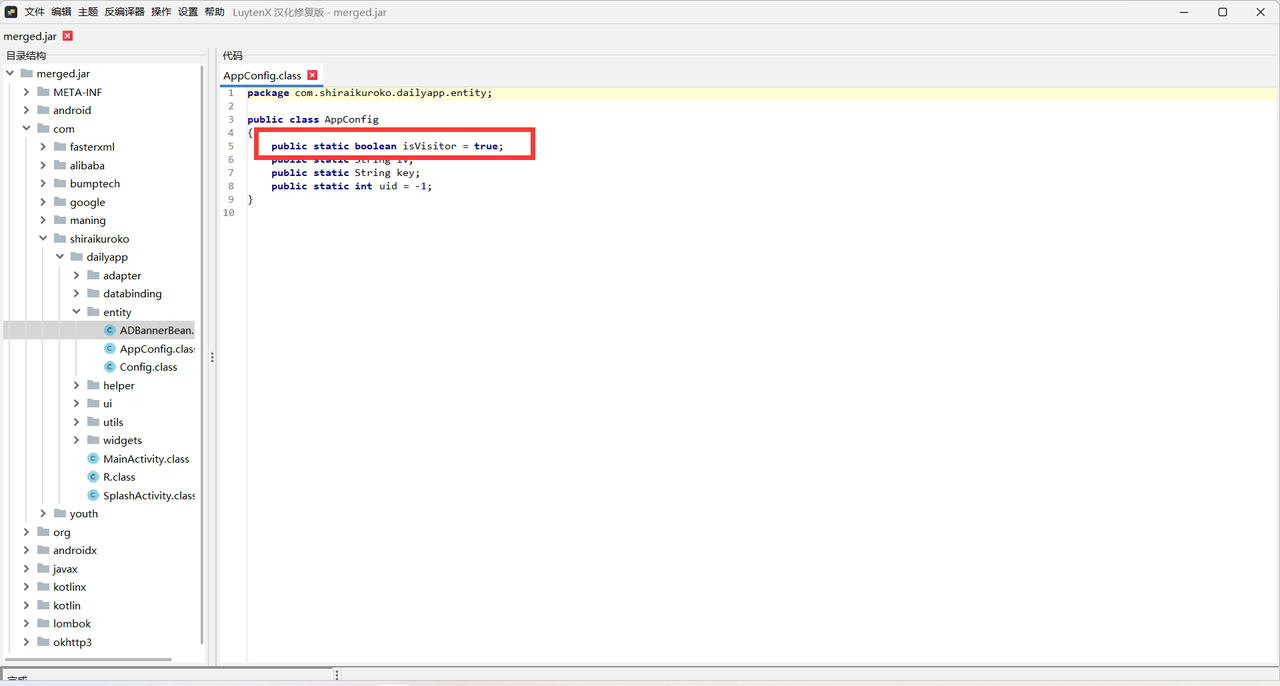 文件 编辑 主题 反编译器 操作 设置 帮助 LuytenX 汉化修复版 - merged.jar
merged.jar
目录结构
merged.jar
META-INF
android
com
fasterxml
alibaba
bumptech
google
maning
shiraikuroko
dailyapp
adapter
databinding
entity
ADBannerBean.
AppConfig.clas
Config.class
helper
ui
utils
widgets
MainActivity.class
R.class
SplashActivity.class
youth
org
androidx
javax
kotlinx
kotlin
lombok
okhttp3
代码
AppConfig.class
1 package com.shiraikuroko.dailyapp.entity;
2
3 public class AppConfig
4 {
5 public static boolean isVisitor = true;
6 public static String iv;
7 public static String key;
8 public static int uid = -1;
9 }
10
完成